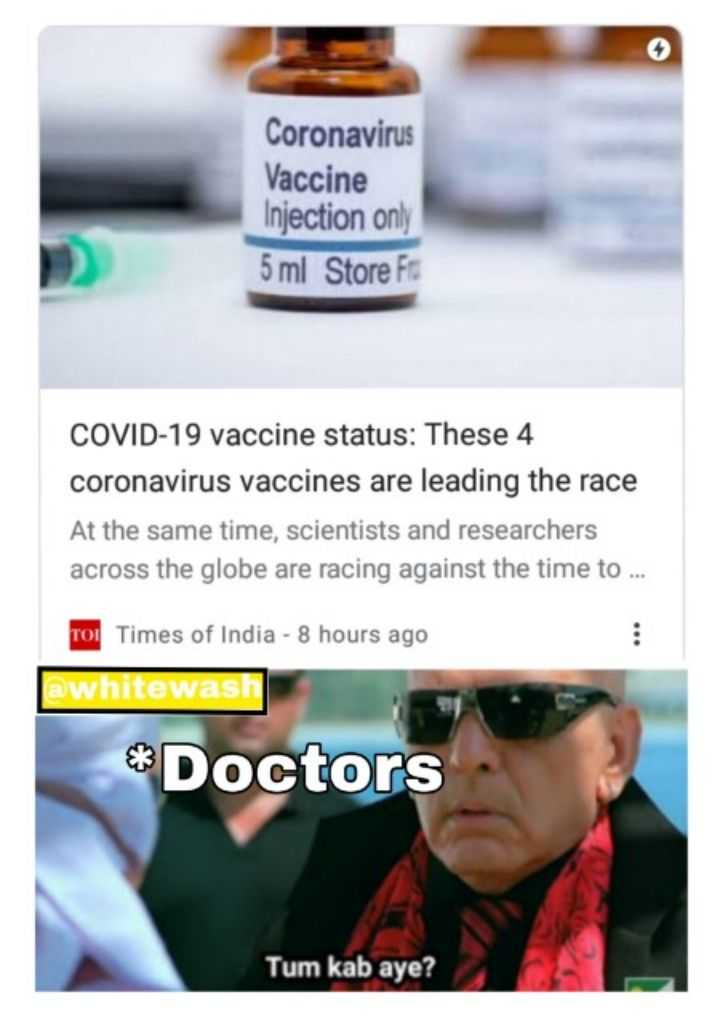 Coronavirus
Vaccine
Injection only
5 ml Store
COVID-19 vaccine status: These 4
coronavirus vaccines are leading the race
At the same time, scientists and researchers
across the globe are racing against the time to ...
TOI Times of India - 8 hours ago
@whitewash
*Doctors
Tum kab aye?